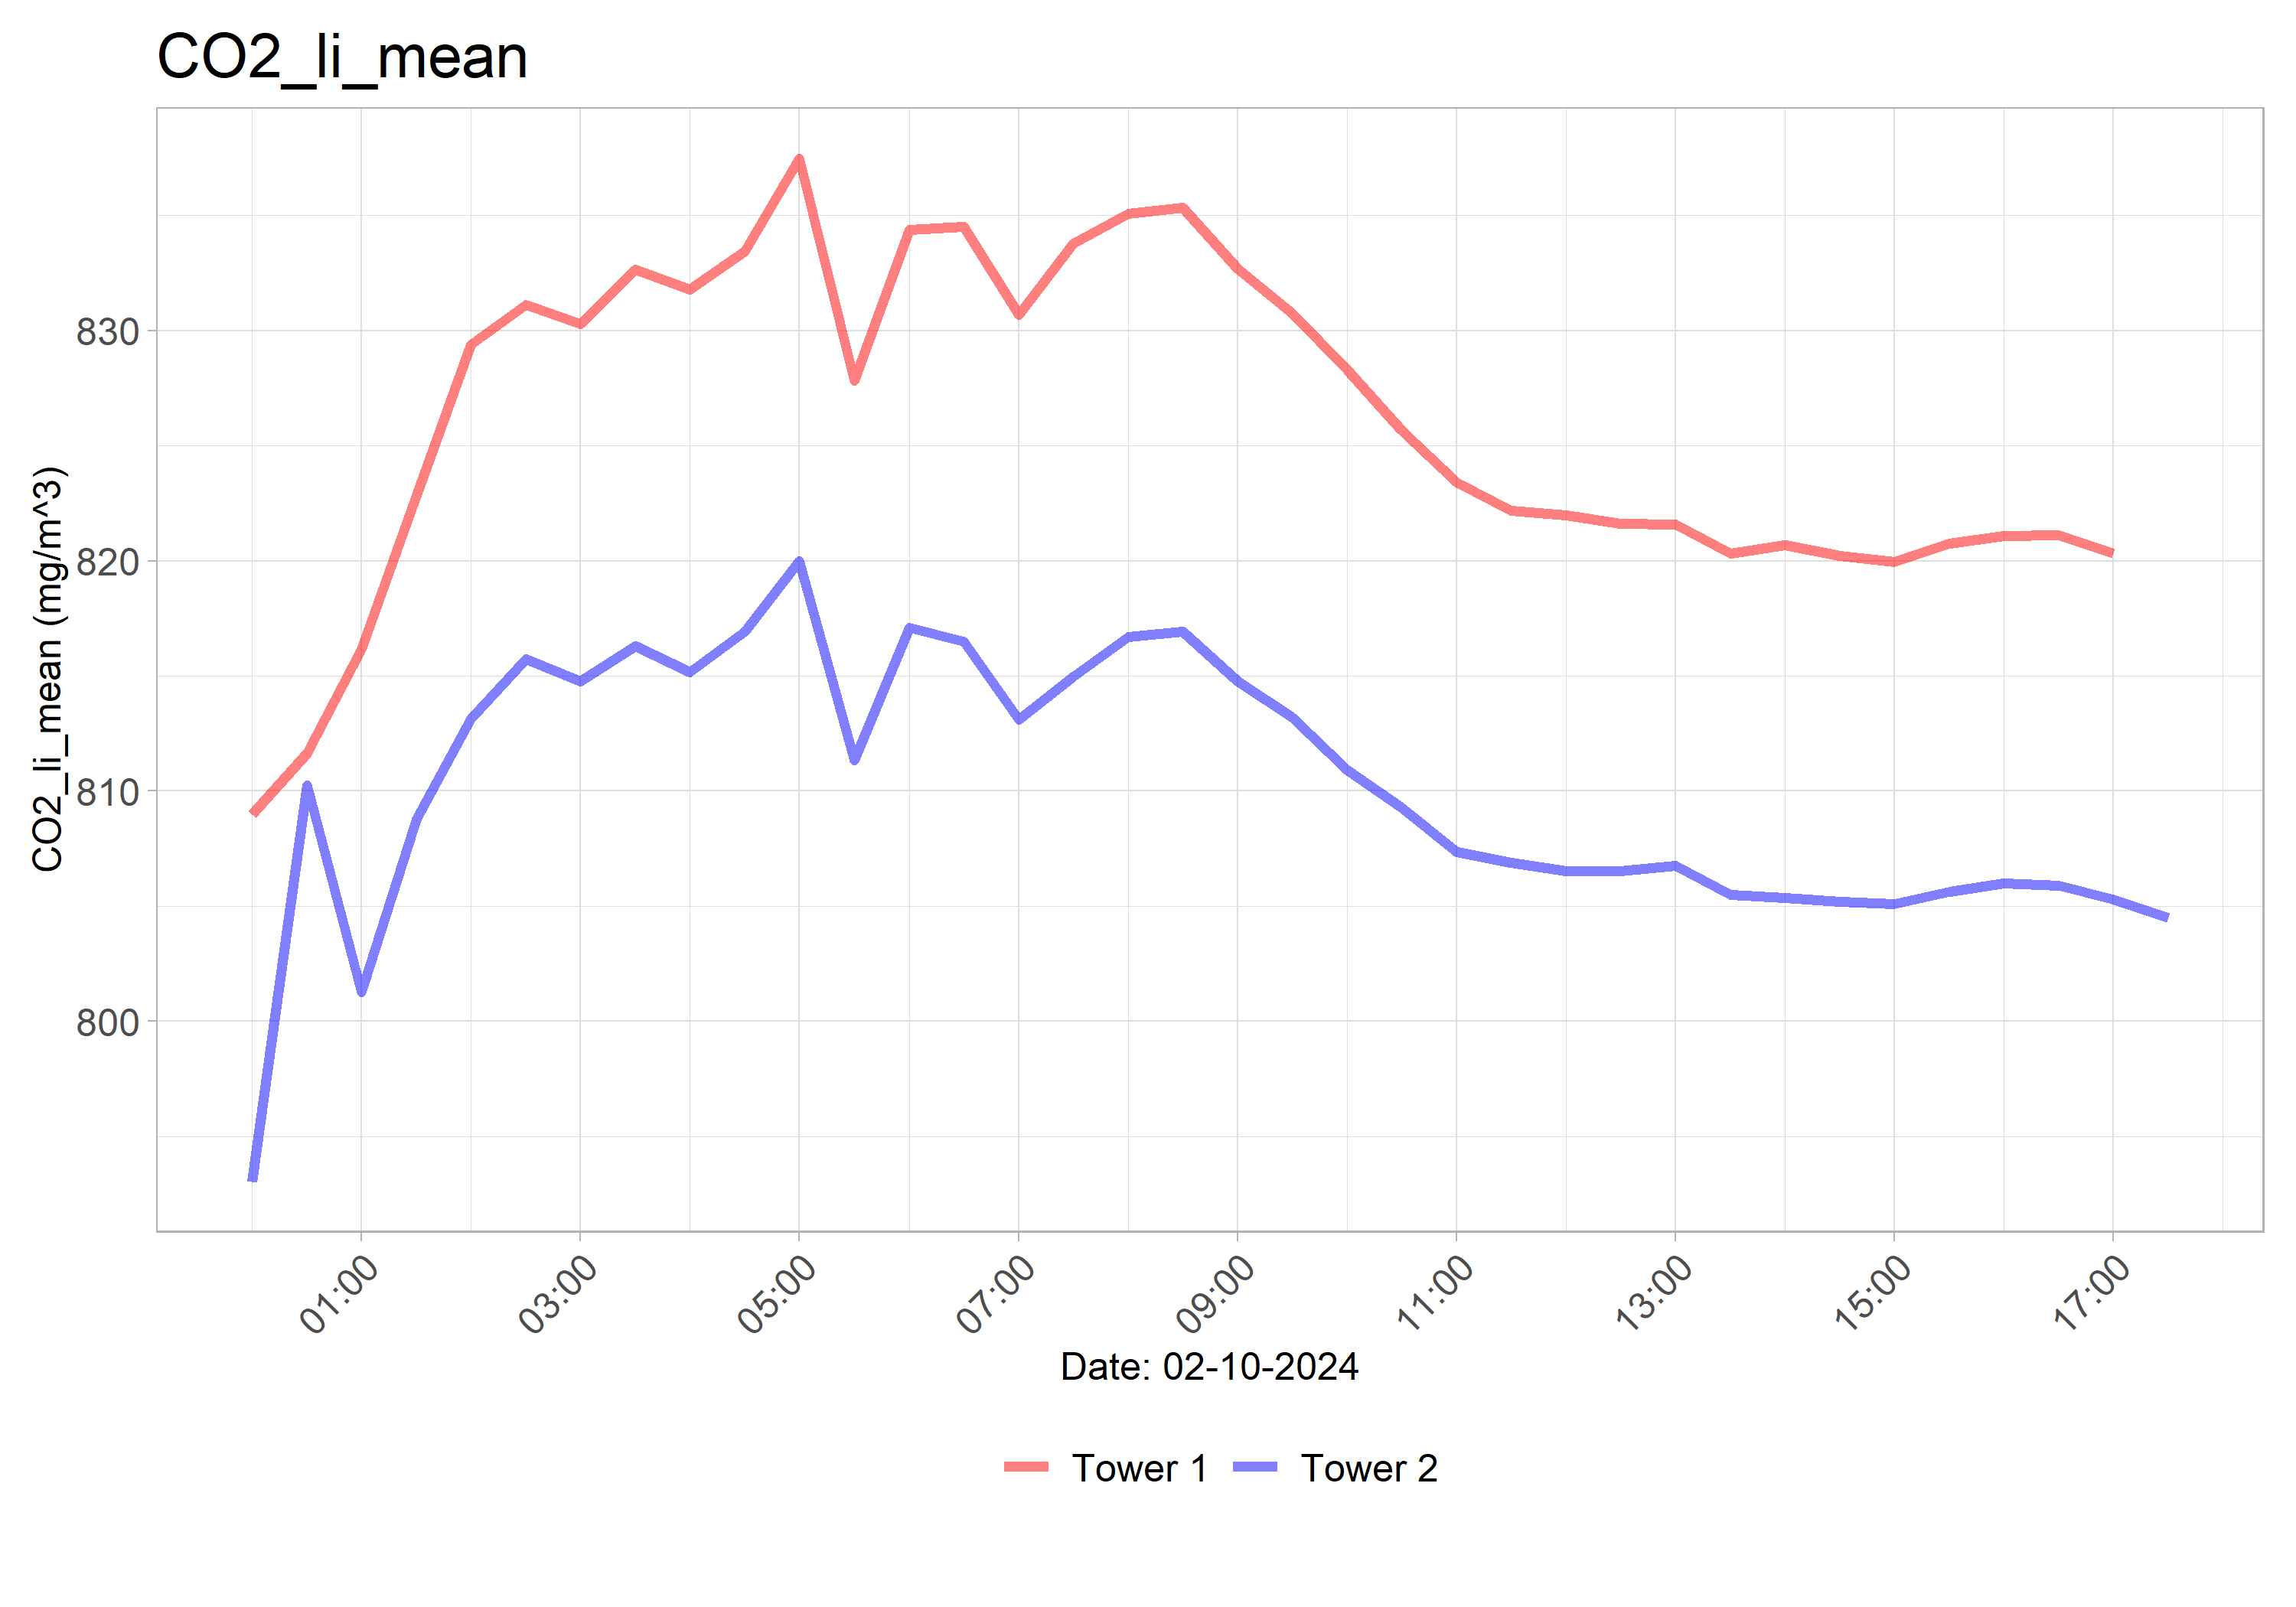 CO2_li_mean
CO2_li_mean (mg/m^3)
830
820
810
800
01:00
03:00
05:00
07:00
09:00
11:00
13:00
15:00
17:00
Date: 02-10-2024
Tower 1
Tower 2